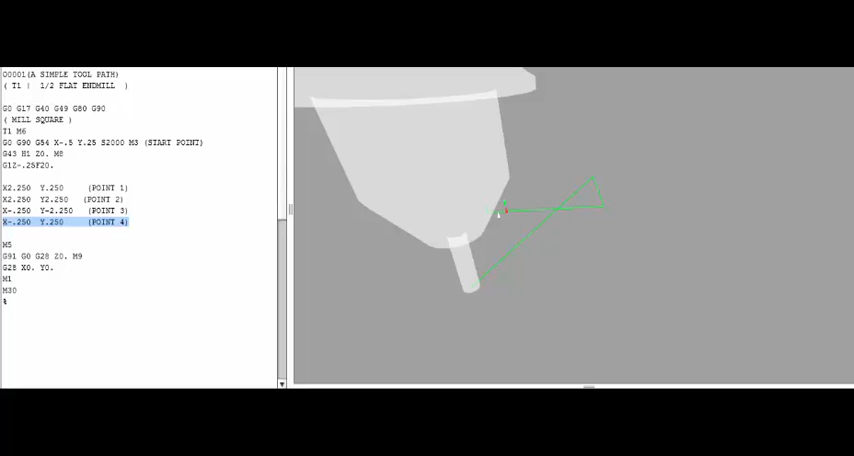 O0001(A SIMPLE TOOL PATH)
( T1 | 1/2 FLAT ENDMILL )
G0 G17 G40 G49 G80 G90
( MILL SQUARE )
T1 M6
G0 G90 G54 X-.5 Y.25 S2000 M3 (START POINT)
G43 H1 Z0. M8
G1Z-.25F20.
X2.250 Y.250 (POINT 1)
X2.250 Y2.250 (POINT 2)
X-.250 Y-2.250 (POINT 3)
X-.250 Y.250 (POINT 4)
M5
G91 G0 G28 Z0. M9
G28 X0. Y0.
M1
M30
%